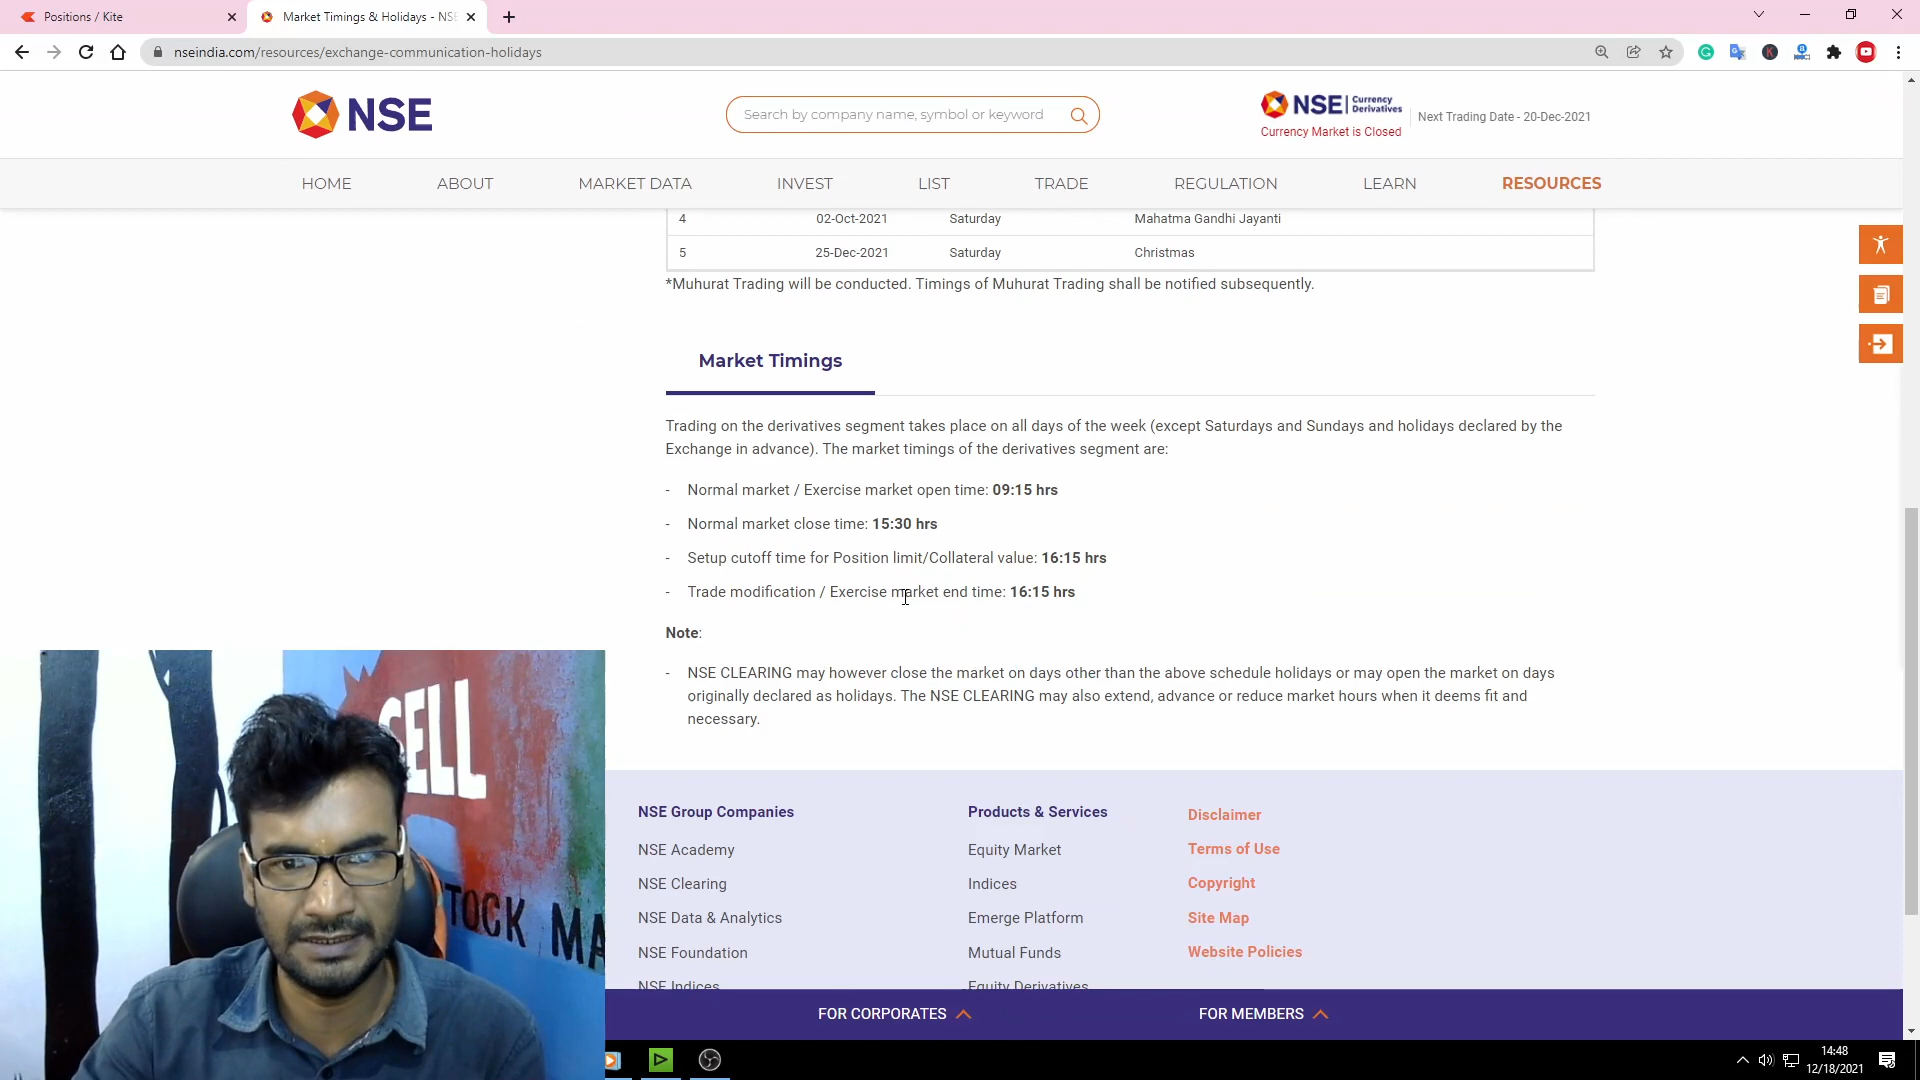 Positions / Kite
Market Timings & Holidays - NSE
nseindia.com/resources/exchange-communication-holidays
NSE
Search by company name, symbol or keyword
NSE Currency Derivatives
Currency Market is Closed
Next Trading Date - 20-Dec-2021
HOME ABOUT MARKET DATA INVEST LIST TRADE REGULATION LEARN RESOURCES
4 02-Oct-2021 Saturday Mahatma Gandhi Jayanti
5 25-Dec-2021 Saturday Christmas
*Muhurat Trading will be conducted. Timings of Muhurat Trading shall be notified subsequently.
Market Timings
Trading on the derivatives segment takes place on all days of the week (except Saturdays and Sundays and holidays declared by the
Exchange in advance). The market timings of the derivatives segment are:
- Normal market / Exercise market open time: 09:15 hrs
- Normal market close time: 15:30 hrs
- Setup cutoff time for Position limit/Collateral value: 16:15 hrs
- Trade modification / Exercise market end time: 16:15 hrs
Note:
- NSE CLEARING may however close the market on days other than the above schedule holidays or may open the market on days
originally declared as holidays. The NSE CLEARING may also extend, advance or reduce market hours when it deems fit and
necessary.
SELL
STOCK MA
NSE Group Companies Products & Services Disclaimer
NSE Academy Equity Market Terms of Use
NSE Clearing Indices Copyright
NSE Data & Analytics Emerge Platform Site Map
NSE Foundation Mutual Funds Website Policies
NSE Indices Equity Derivatives
FOR CORPORATES FOR MEMBERS
14:48
12/18/2021